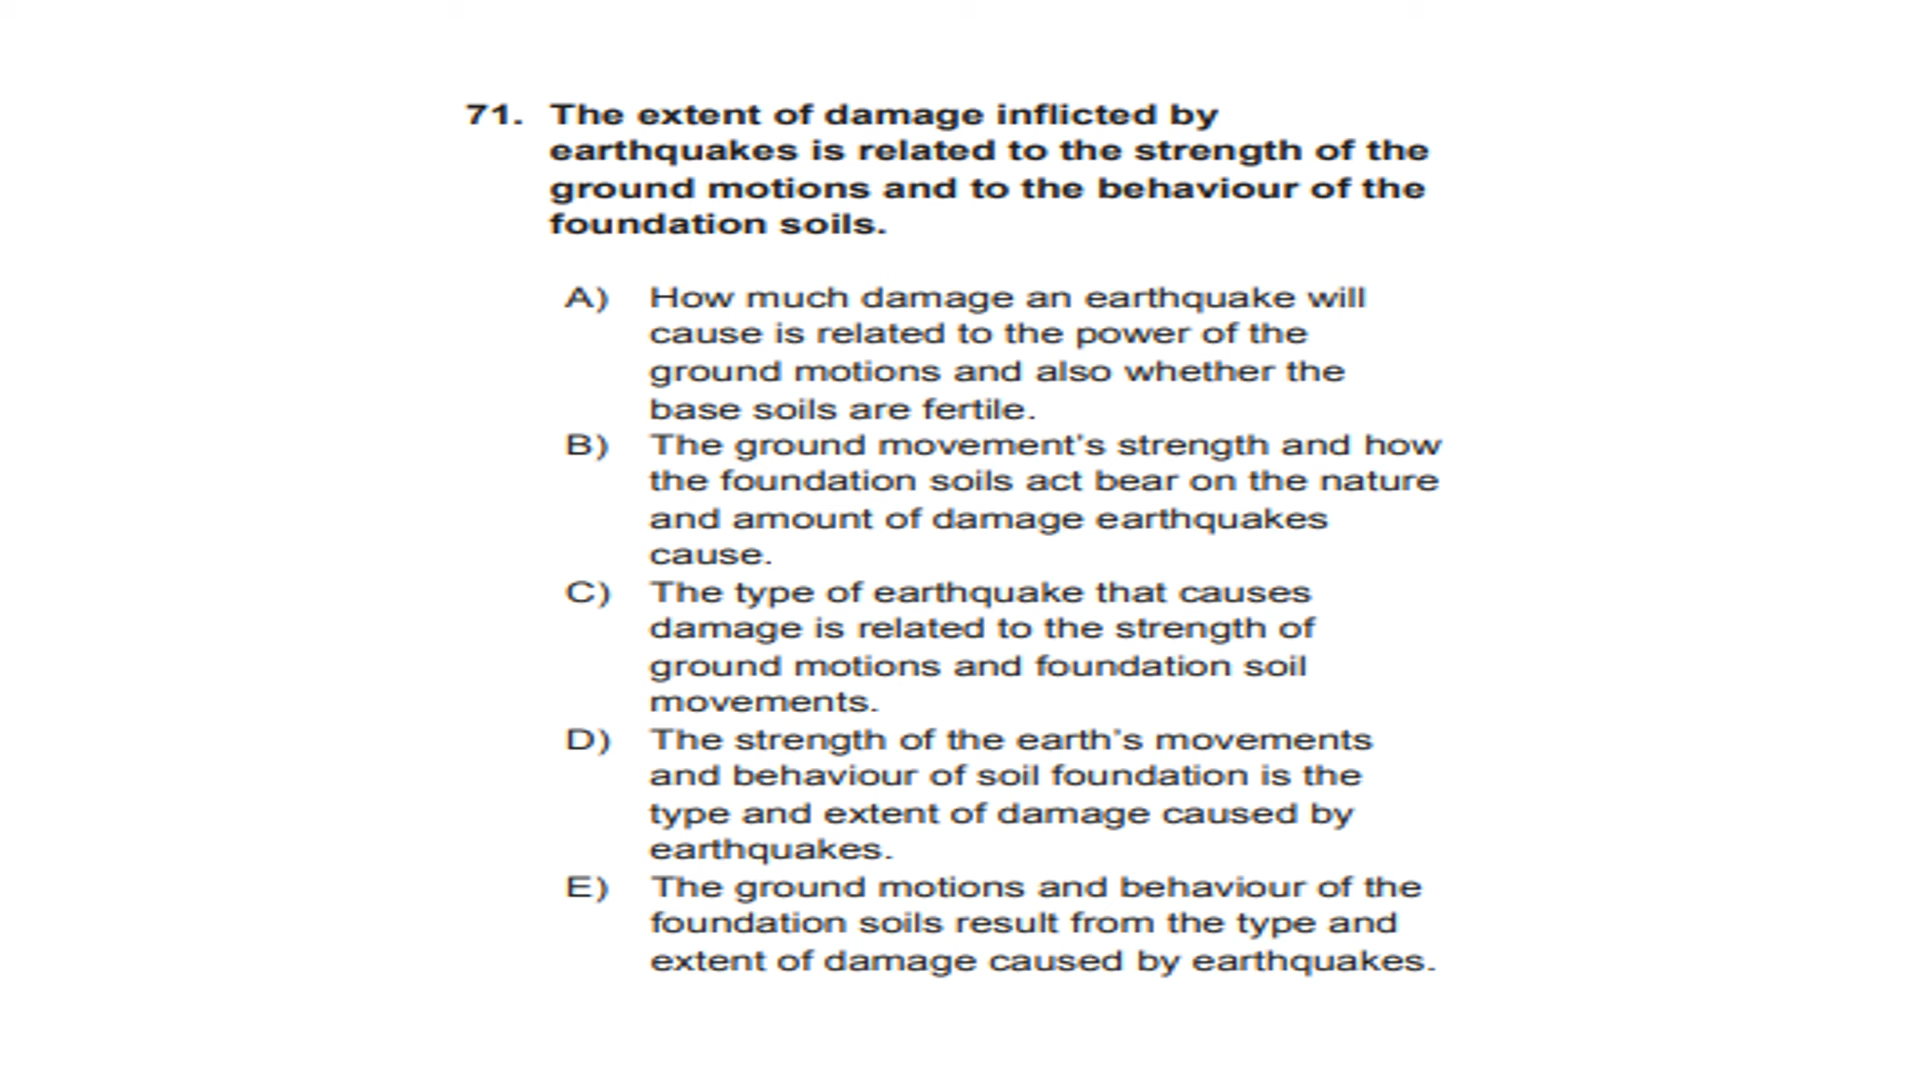 71. The extent of damage inflicted by
earthquakes is related to the strength of the
ground motions and to the behaviour of the
foundation soils.
A) How much damage an earthquake will
cause is related to the power of the
ground motions and also whether the
base soils are fertile.
B) The ground movement's strength and how
the foundation soils act bear on the nature
and amount of damage earthquakes
cause.
C) The type of earthquake that causes
damage is related to the strength of
ground motions and foundation soil
movements.
D) The strength of the earth's movements
and behaviour of soil foundation is the
type and extent of damage caused by
earthquakes.
E) The ground motions and behaviour of the
foundation soils result from the type and
extent of damage caused by earthquakes.